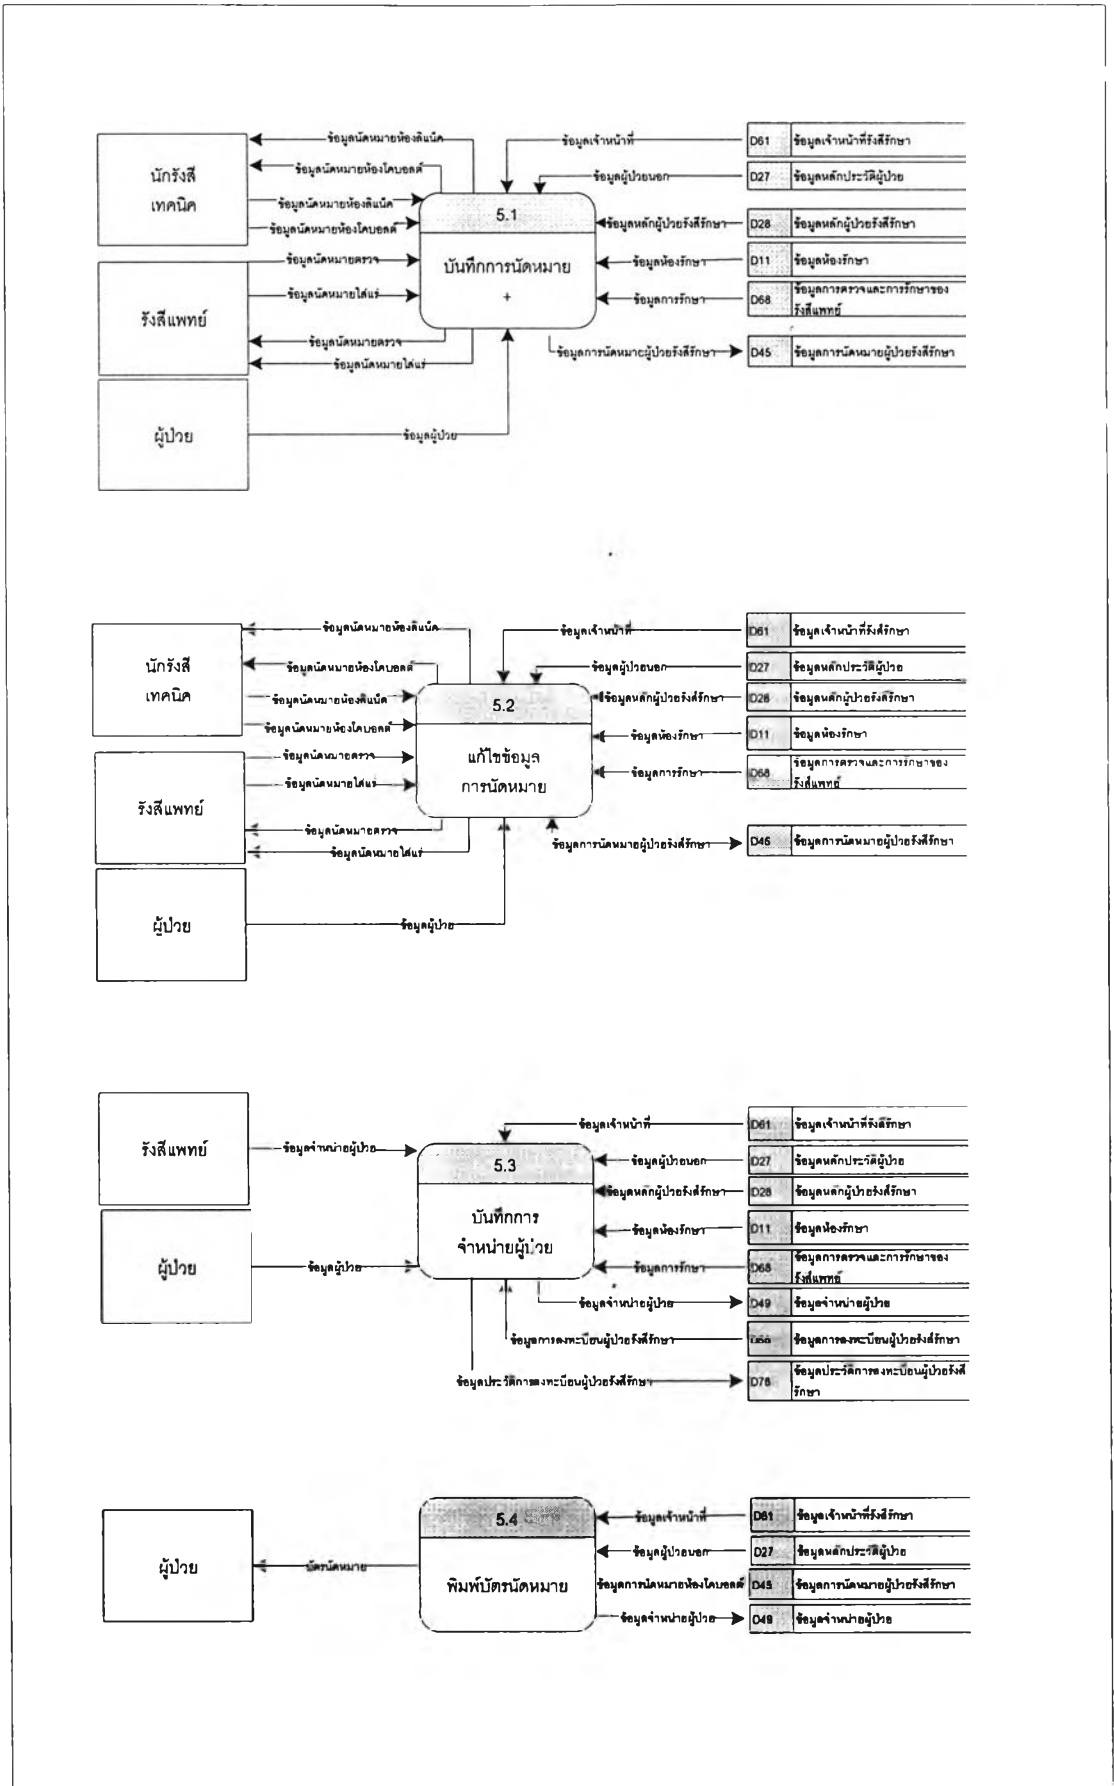 ข้อมูลนัดหมายห้องลิแน็ค
ข้อมูลเจ้าหน้าที่
D61 ข้อมูลเจ้าหน้าที่รังสีรักษา
นักรังสี
เทคนิค
ข้อมูลนัดหมายห้องโคบอลต์
ข้อมูลผู้ป่วยนอก
D27 ข้อมูลหลักประวัติผู้ป่วย
ข้อมูลนัดหมายห้องลิแน็ค
5.1
ข้อมูลหลักผู้ป่วยรังสีรักษา
D28 ข้อมูลหลักผู้ป่วยรังสีรักษา
ข้อมูลนัดหมายห้องโคบอลต์
ข้อมูลนัดหมายตรวจ
บันทึกการนัดหมาย
+
ข้อมูลห้องรักษา
D11 ข้อมูลห้องรักษา
ข้อมูลนัดหมายใส่แร่
ข้อมูลการรักษา
D68 ข้อมูลการตรวจและการรักษาของ
รังสีแพทย์
รังสีแพทย์
ข้อมูลนัดหมายตรวจ
ข้อมูลการนัดหมายผู้ป่วยรังสีรักษา
D45 ข้อมูลการนัดหมายผู้ป่วยรังสีรักษา
ข้อมูลนัดหมายใส่แร่
ผู้ป่วย
ข้อมูลผู้ป่วย
ข้อมูลนัดหมายห้องลิแน็ค
ข้อมูลเจ้าหน้าที่
D61 ข้อมูลเจ้าหน้าที่รังสีรักษา
นักรังสี
เทคนิค
ข้อมูลนัดหมายห้องโคบอลต์
ข้อมูลผู้ป่วยนอก
D27 ข้อมูลหลักประวัติผู้ป่วย
ข้อมูลนัดหมายห้องลิแน็ค
5.2
ข้อมูลหลักผู้ป่วยรังสีรักษา
D28 ข้อมูลหลักผู้ป่วยรังสีรักษา
ข้อมูลนัดหมายห้องโคบอลต์
ข้อมูลห้องรักษา
D11 ข้อมูลห้องรักษา
ข้อมูลนัดหมายตรวจ
แก้ไขข้อมูล
การนัดหมาย
ข้อมูลการรักษา
D68 ข้อมูลการตรวจและการรักษาของ
รังสีแพทย์
ข้อมูลนัดหมายใส่แร่
รังสีแพทย์
ข้อมูลนัดหมายตรวจ
ข้อมูลการนัดหมายผู้ป่วยรังสีรักษา
D45 ข้อมูลการนัดหมายผู้ป่วยรังสีรักษา
ข้อมูลนัดหมายใส่แร่
ผู้ป่วย
ข้อมูลผู้ป่วย
ข้อมูลเจ้าหน้าที่
D61 ข้อมูลเจ้าหน้าที่รังสีรักษา
รังสีแพทย์
ข้อมูลจำหน่ายผู้ป่วย
5.3
ข้อมูลผู้ป่วยนอก
D27 ข้อมูลหลักประวัติผู้ป่วย
ข้อมูลหลักผู้ป่วยรังสีรักษา
D28 ข้อมูลหลักผู้ป่วยรังสีรักษา
บันทึกการ
จำหน่ายผู้ป่วย
ข้อมูลห้องรักษา
D11 ข้อมูลห้องรักษา
ผู้ป่วย
ข้อมูลผู้ป่วย
ข้อมูลการรักษา
D68 ข้อมูลการตรวจและการรักษาของ
รังสีแพทย์
ข้อมูลจำหน่ายผู้ป่วย
D49 ข้อมูลจำหน่ายผู้ป่วย
ข้อมูลการลงทะเบียนผู้ป่วยรังสีรักษา
ข้อมูลการลงทะเบียนผู้ป่วยรังสีรักษา
ข้อมูลประวัติการลงทะเบียนผู้ป่วยรังสีรักษา
D78 ข้อมูลประวัติการลงทะเบียนผู้ป่วยรังสี
รักษา
5.4
ข้อมูลเจ้าหน้าที่
D61 ข้อมูลเจ้าหน้าที่รังสีรักษา
ข้อมูลผู้ป่วยนอก
D27 ข้อมูลหลักประวัติผู้ป่วย
ผู้ป่วย
บัตรนัดหมาย
พิมพ์บัตรนัดหมาย
ข้อมูลการนัดหมายห้องโคบอลต์
D45 ข้อมูลการนัดหมายผู้ป่วยรังสีรักษา
ข้อมูลจำหน่ายผู้ป่วย
D49 ข้อมูลจำหน่ายผู้ป่วย